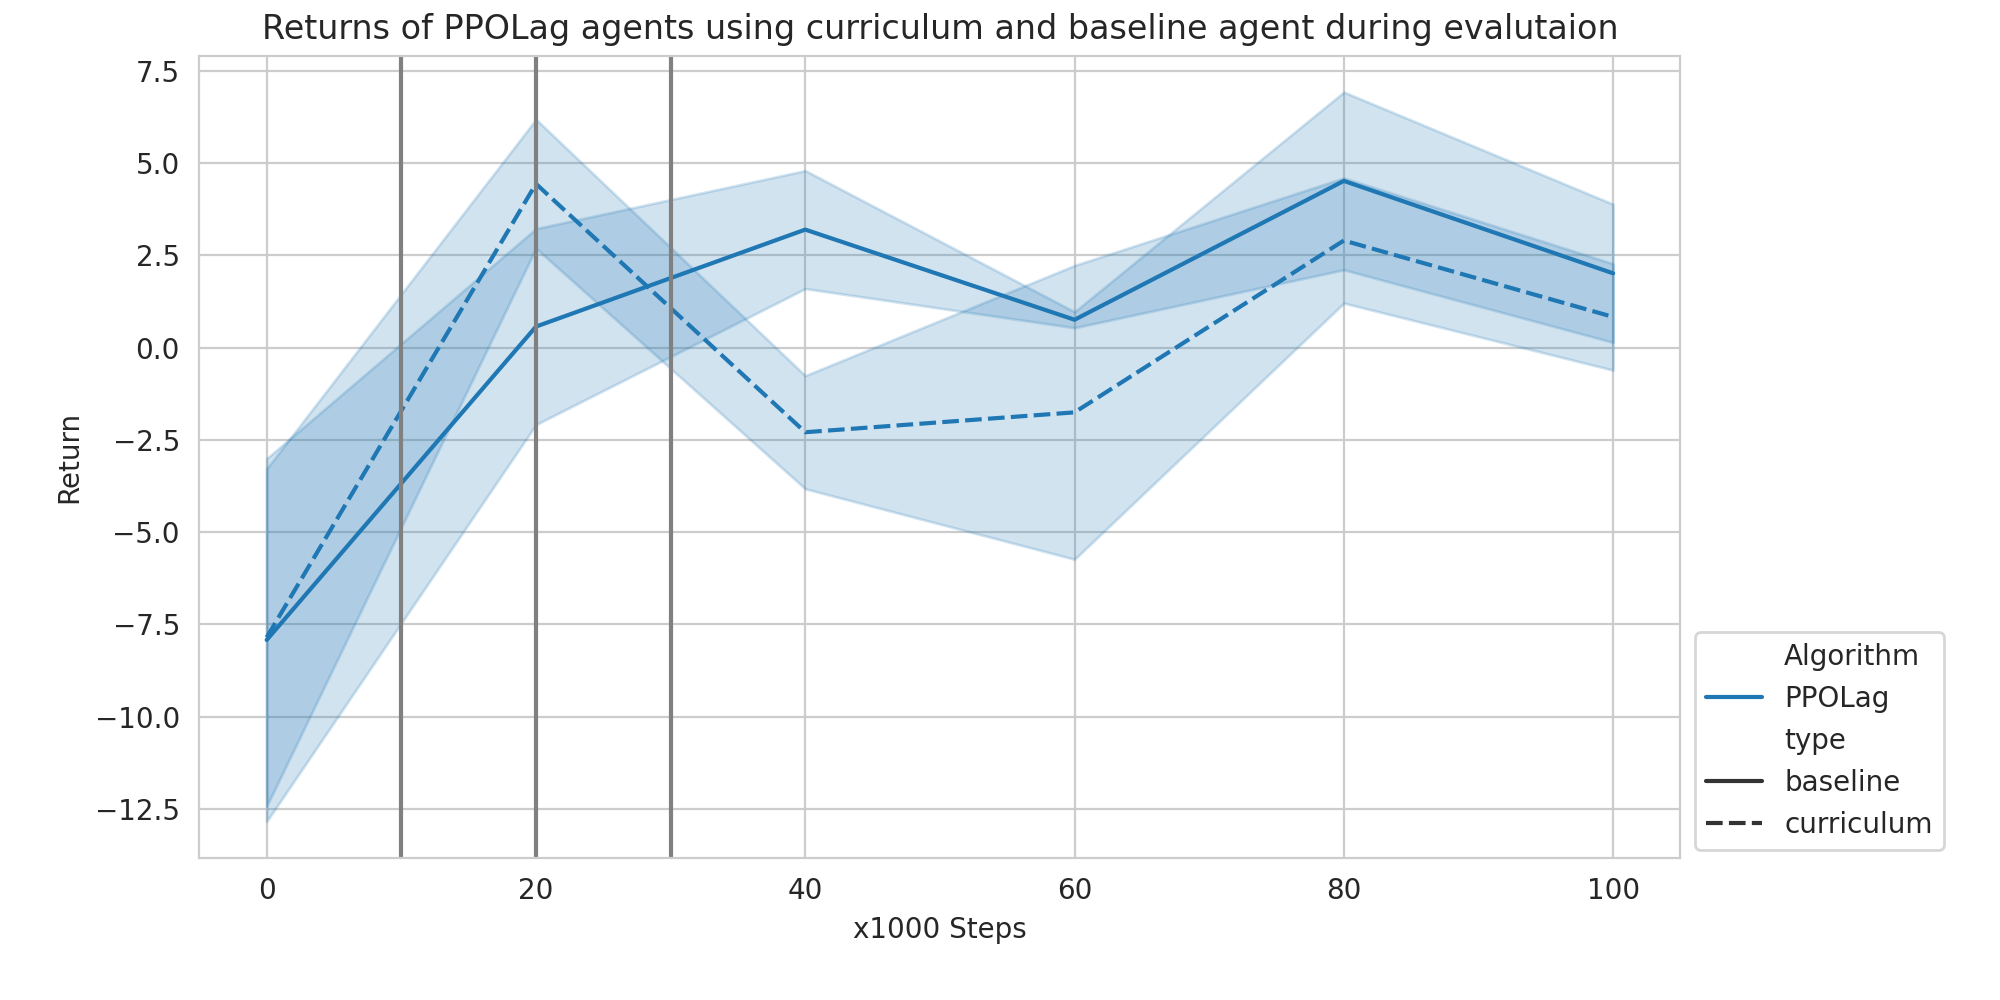 Returns of PPOLag agents using curriculum and baseline agent during evalutaion
7.5
5.0
2.5
0.0
−2.5
−5.0
−7.5
−10.0
−12.5
Return
0 20 40 60 80 100
x1000 Steps
Algorithm
PPOLag
type
baseline
curriculum